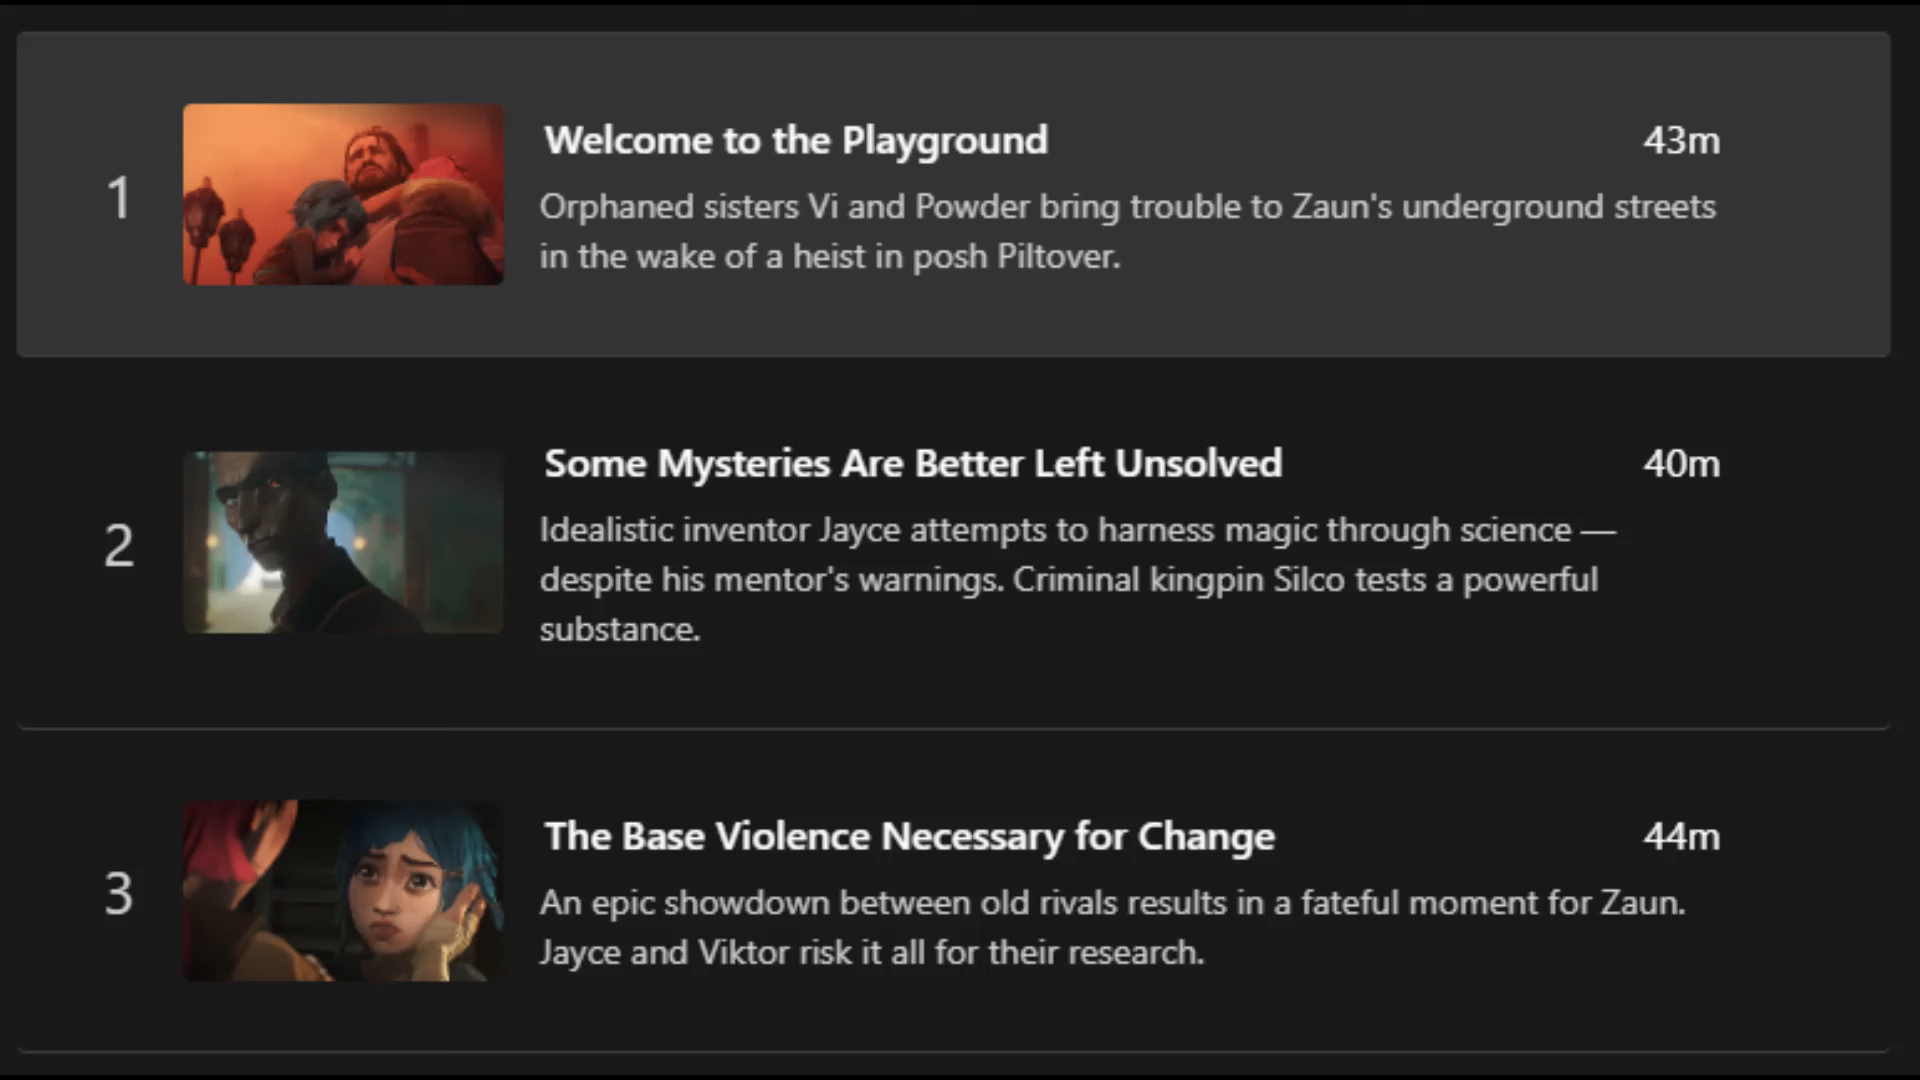 1
Welcome to the Playground
43m
Orphaned sisters Vi and Powder bring trouble to Zaun's underground streets
in the wake of a heist in posh Piltover.
2
Some Mysteries Are Better Left Unsolved
40m
Idealistic inventor Jayce attempts to harness magic through science —
despite his mentor's warnings. Criminal kingpin Silco tests a powerful
substance.
3
The Base Violence Necessary for Change
44m
An epic showdown between old rivals results in a fateful moment for Zaun.
Jayce and Viktor risk it all for their research.